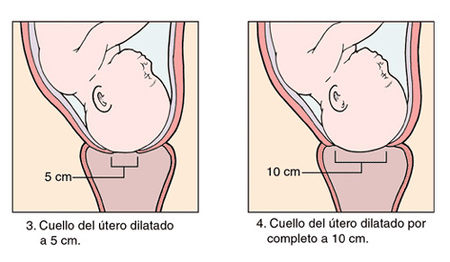 5 cm
10 cm
3. Cuello del útero dilatado
a 5 cm.
4. Cuello del útero dilatado por
completo a 10 cm.